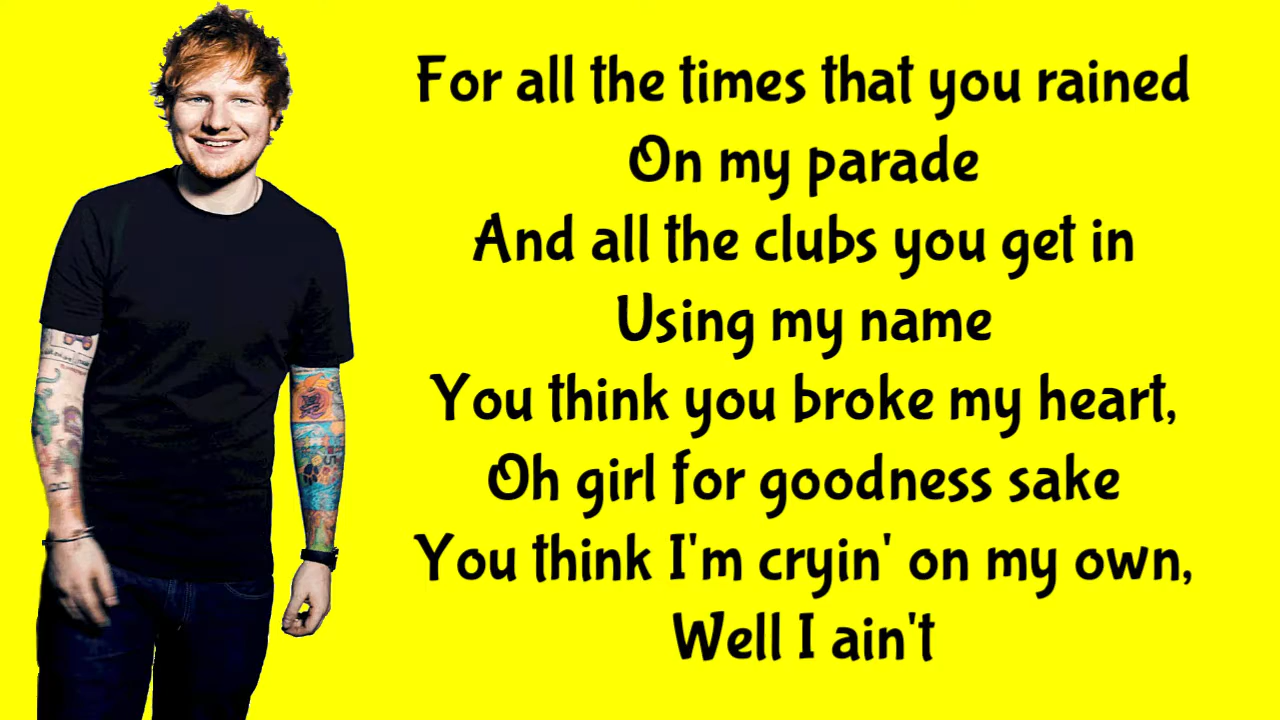 For all the times that you rained
On my parade
And all the clubs you get in
Using my name
You think you broke my heart,
Oh girl for goodness sake
You think I'm cryin' on my own,
Well I ain't